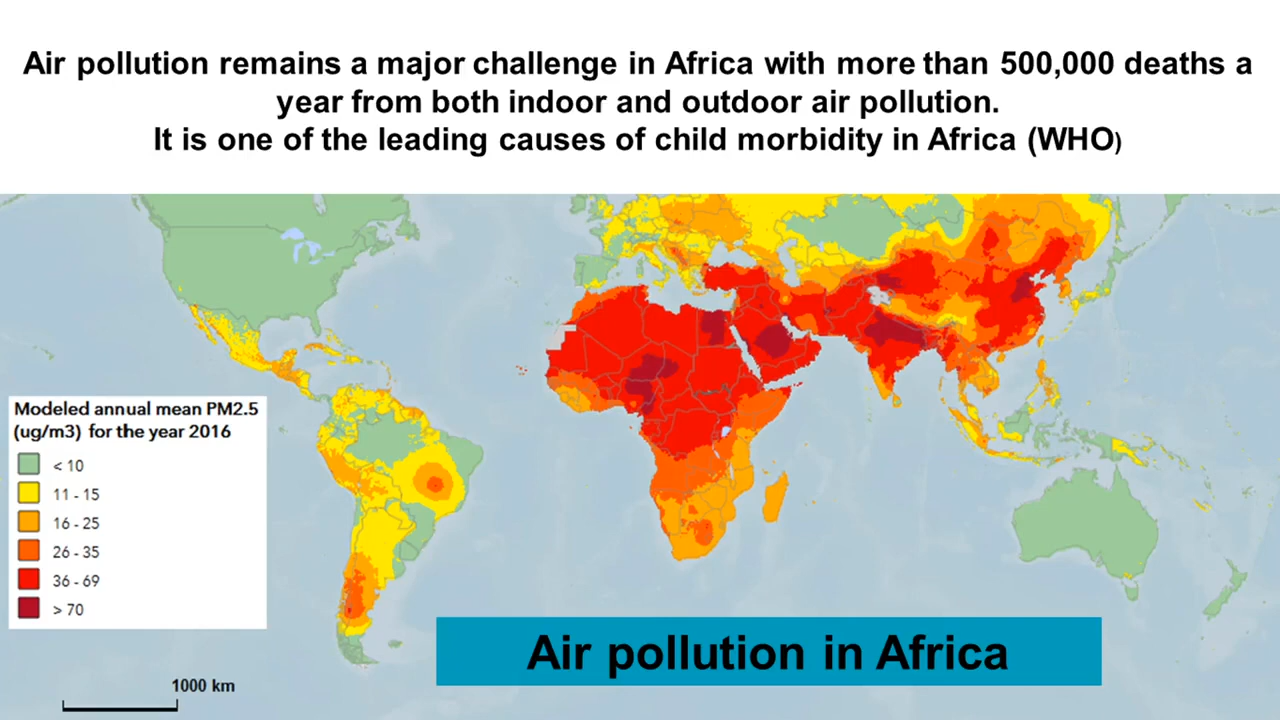 Air pollution remains a major challenge in Africa with more than 500,000 deaths a
year from both indoor and outdoor air pollution.
It is one of the leading causes of child morbidity in Africa (WHO)
Modeled annual mean PM2.5
(ug/m3) for the year 2016
< 10
11 - 15
16 - 25
26 - 35
36 - 69
> 70
Air pollution in Africa
1000 km